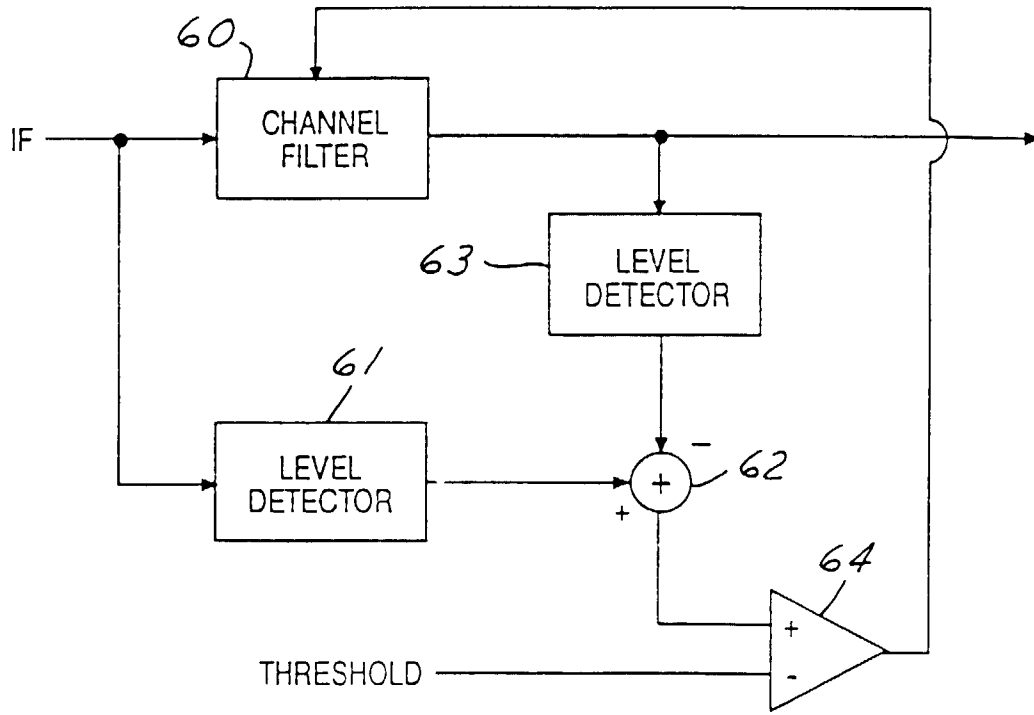 60
CHANNEL
FILTER
IF
63
LEVEL
DETECTOR
61
LEVEL
DETECTOR
−
+
+
62
64
+
-
THRESHOLD